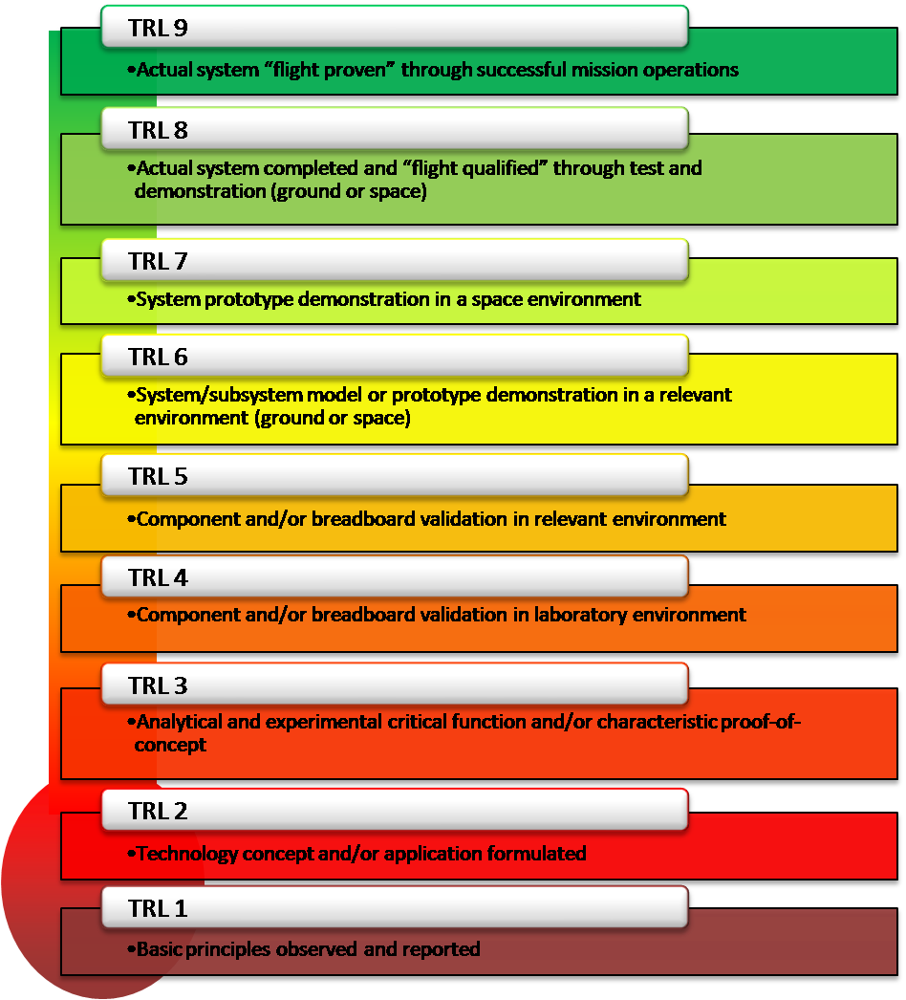 TRL 9
•Actual system “flight proven” through successful mission operations
TRL 8
•Actual system completed and “flight qualified” through test and
demonstration (ground or space)
TRL 7
•System prototype demonstration in a space environment
TRL 6
•System/subsystem model or prototype demonstration in a relevant
environment (ground or space)
TRL 5
•Component and/or breadboard validation in relevant environment
TRL 4
•Component and/or breadboard validation in laboratory environment
TRL 3
•Analytical and experimental critical function and/or characteristic proof-of-
concept
TRL 2
•Technology concept and/or application formulated
TRL 1
•Basic principles observed and reported